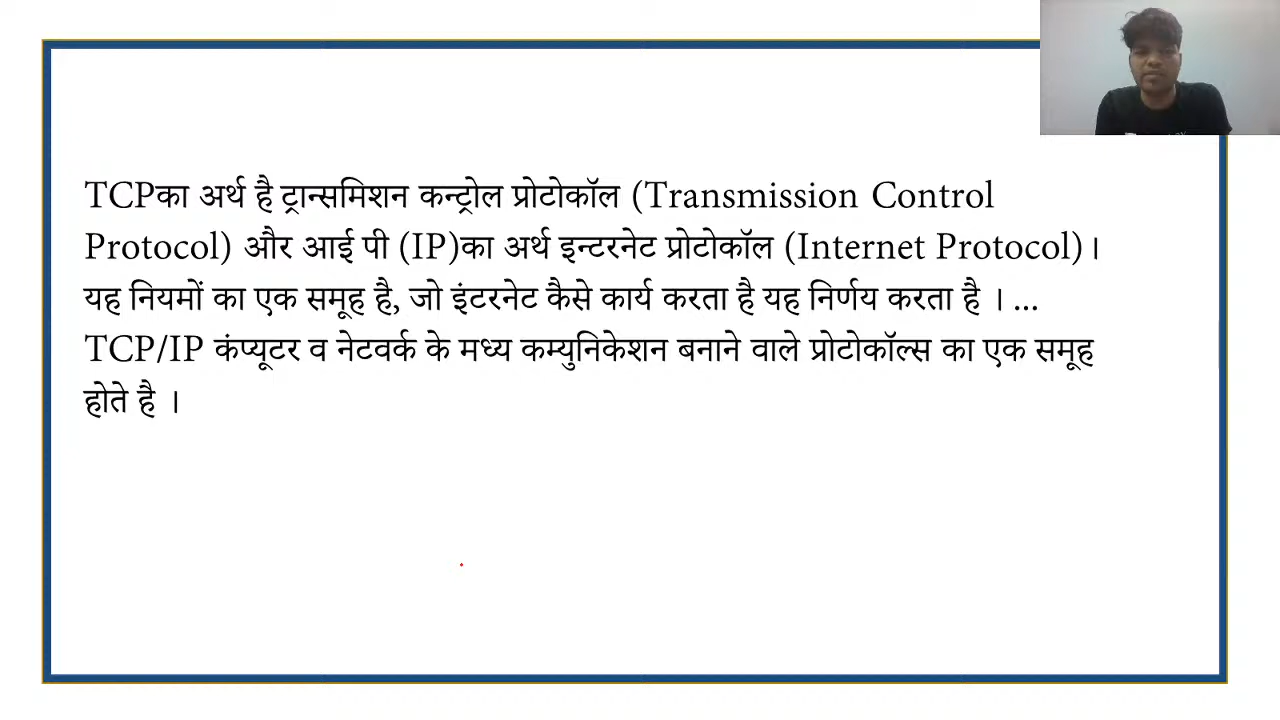 TCPका अर्थ है ट्रान्समिशन कन्ट्रोल प्रोटोकॉल (Transmission Control
Protocol) और आई पी (IP)का अर्थ इन्टरनेट प्रोटोकॉल (Internet Protocol)।
यह नियमों का एक समूह है, जो इंटरनेट कैसे कार्य करता है यह निर्णय करता है । ...
TCP/IP कंप्यूटर व नेटवर्क के मध्य कम्युनिकेशन बनाने वाले प्रोटोकॉल्स का एक समूह
होते है ।